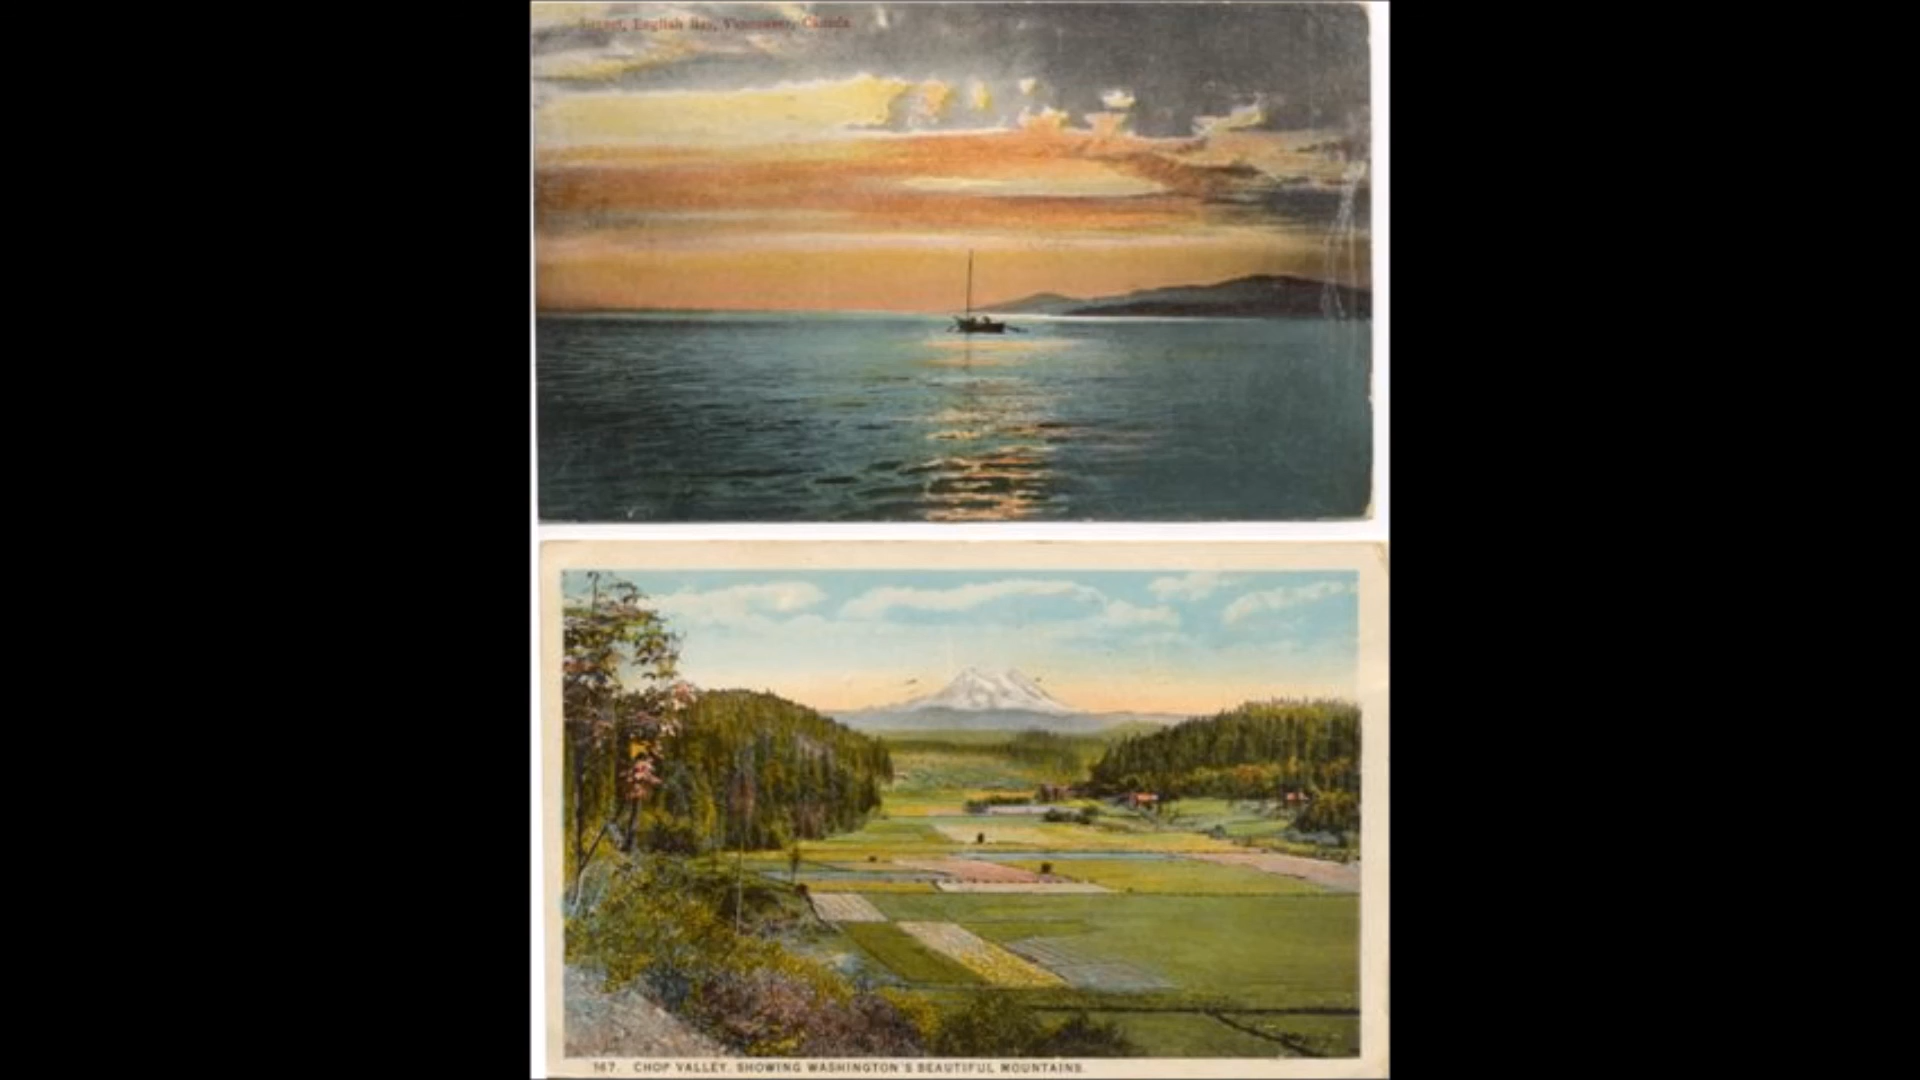 Sunset, English Bay, Vancouver, Canada.
167. CHOP VALLEY, SHOWING WASHINGTON'S BEAUTIFUL MOUNTAINS.